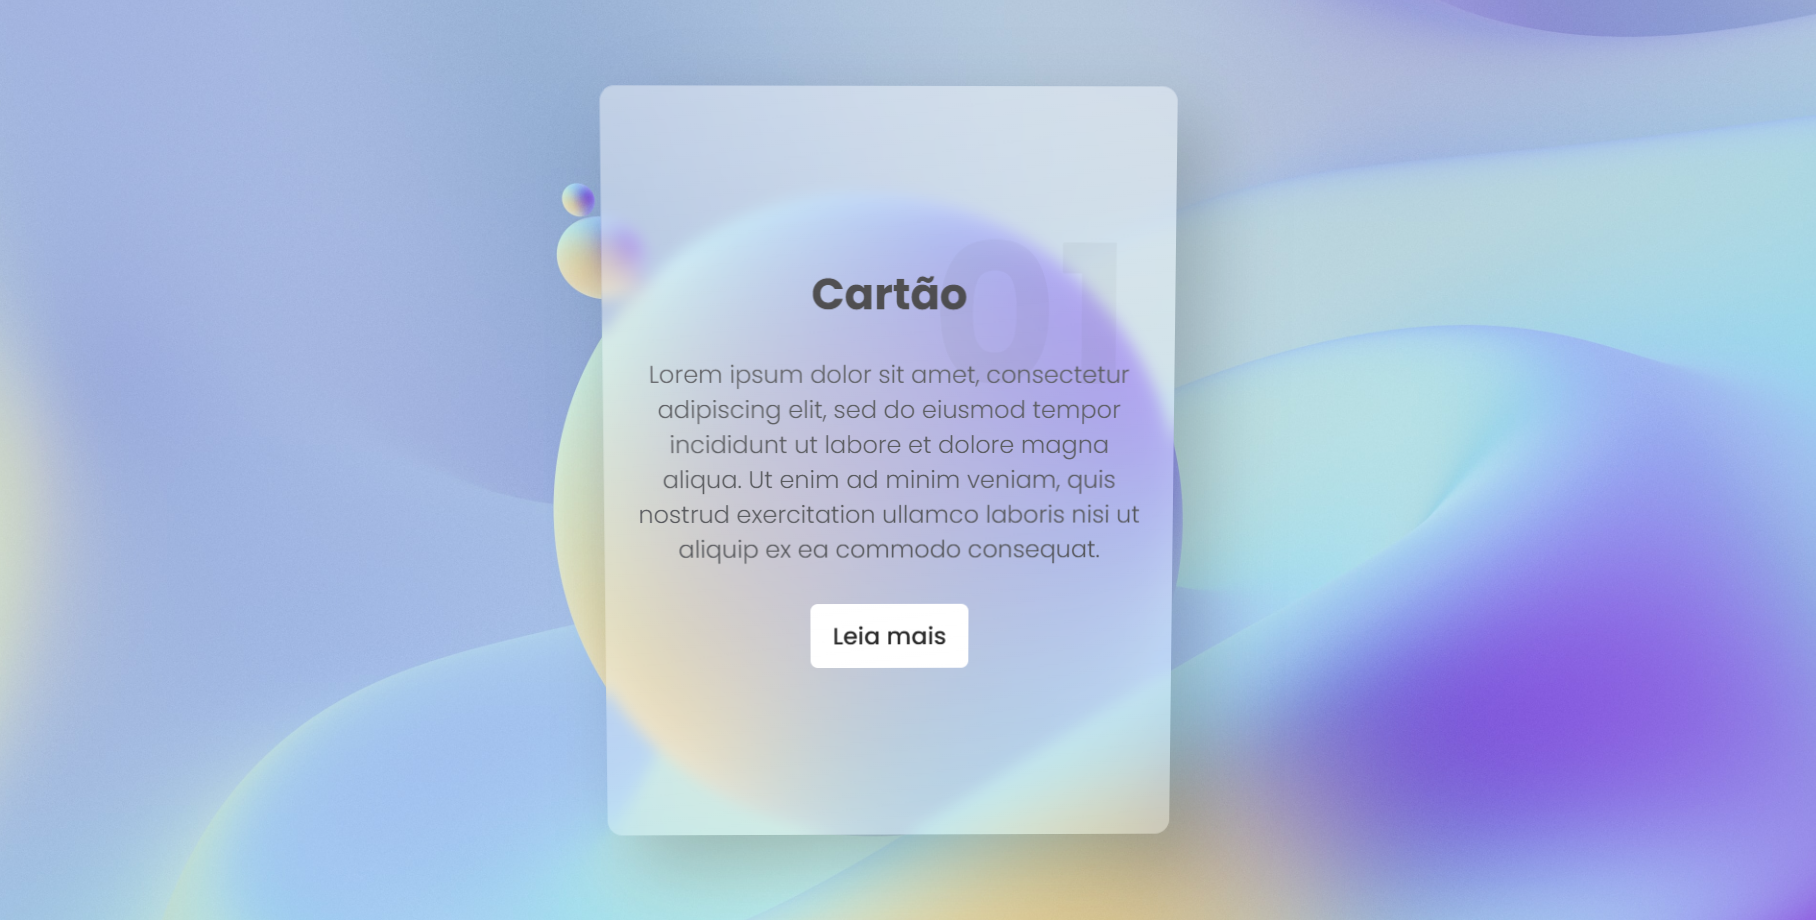 01
Cartão
Lorem ipsum dolor sit amet, consectetur
adipiscing elit, sed do eiusmod tempor
incididunt ut labore et dolore magna
aliqua. Ut enim ad minim veniam, quis
nostrud exercitation ullamco laboris nisi ut
aliquip ex ea commodo consequat.
Leia mais